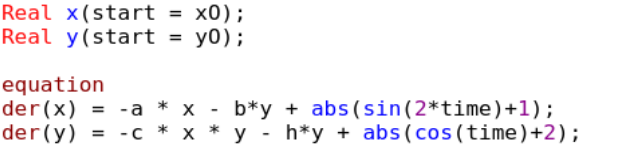 Real x(start = x0);
Real y(start = y0);
equation
der(x) = -a * x - b*y + abs(sin(2*time)+1);
der(y) = -c * x * y - h*y + abs(cos(time)+2);